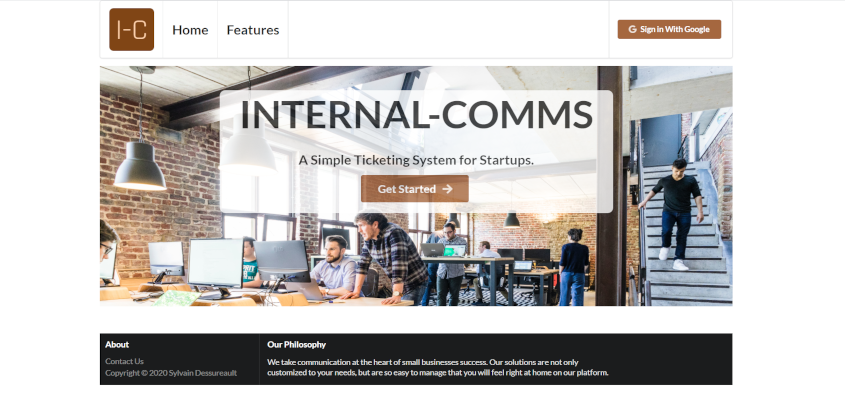 I-C
Home
Features
Sign in With Google
INTERNAL-COMMS
A Simple Ticketing System for Startups.
Get Started
About
Contact Us
Copyright © 2020 Sylvain Dessureault
Our Philosophy
We take communication at the heart of small businesses success. Our solutions are not only
customized to your needs, but are so easy to manage that you will feel right at home on our platform.